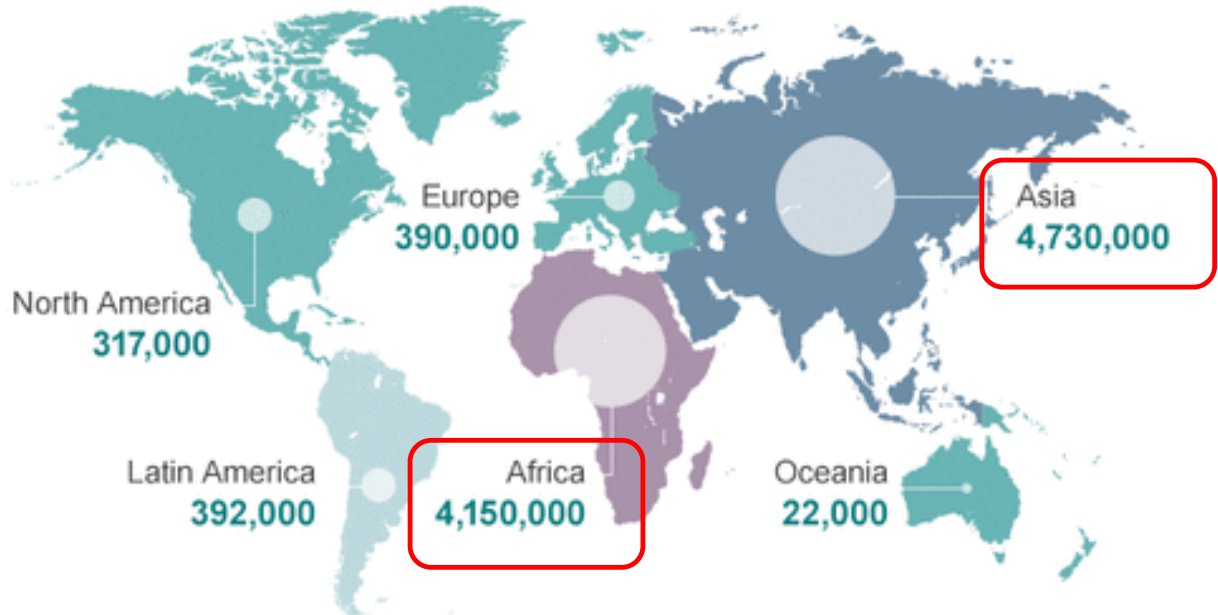 Europe
390,000
Asia
4,730,000
North America
317,000
Latin America
392,000
Africa
4,150,000
Oceania
22,000